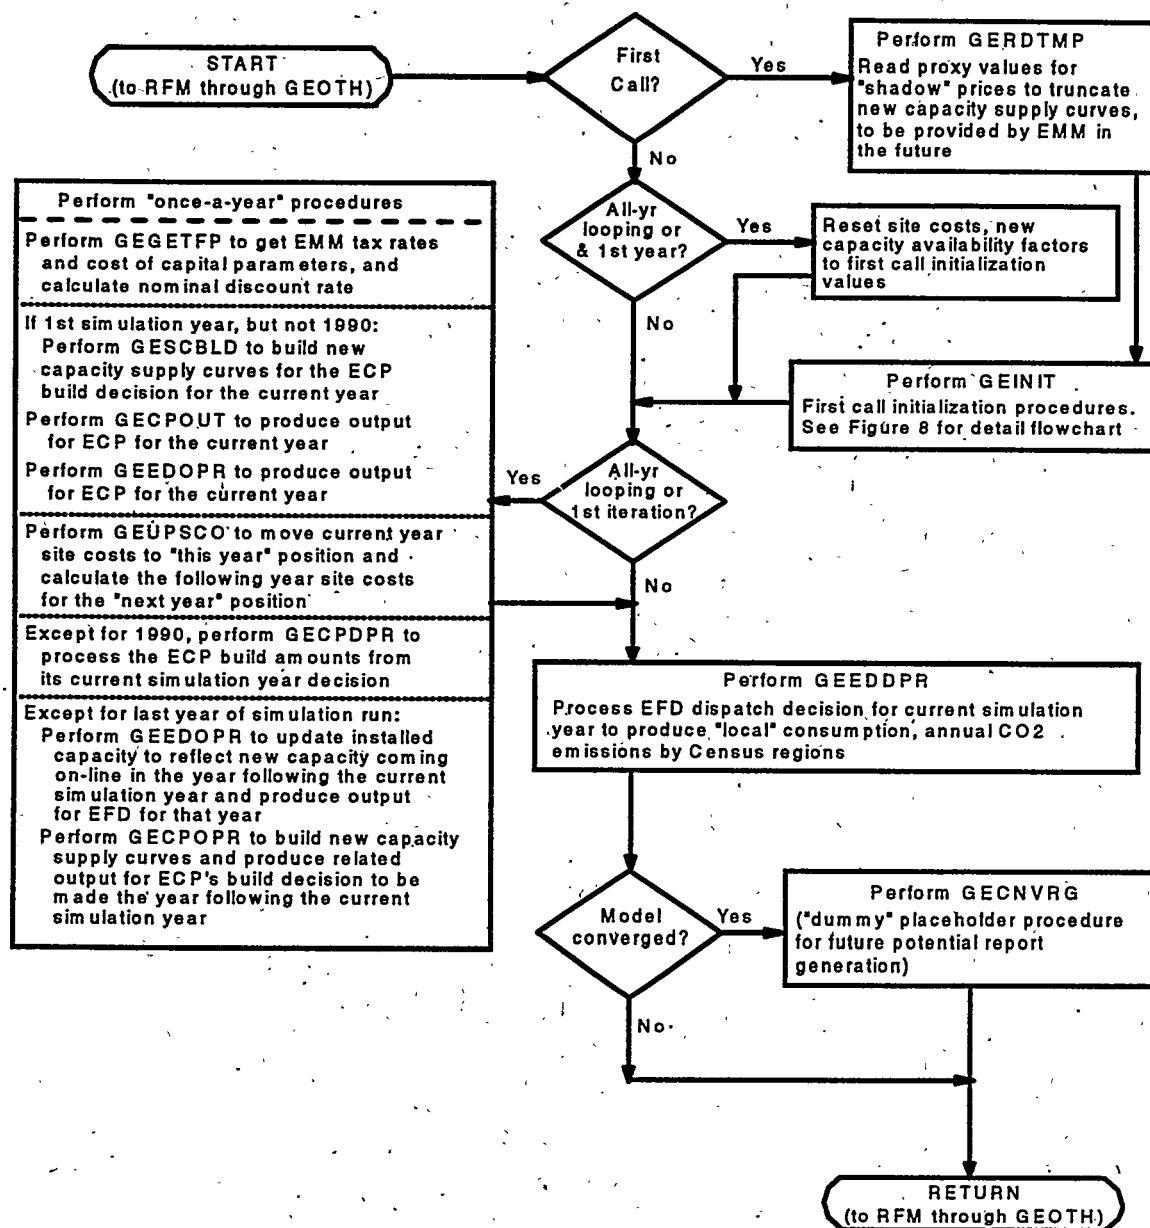 START
(to RFM through GEOTH)
First
Call?
Yes
Perform GERDTMP
Read proxy values for
"shadow" prices to truncate
new capacity supply curves,
to be provided by EMM in
the future
No
All-yr
looping or
& 1st year?
Yes
Reset site costs, new
capacity availability factors
to first call initialization
values
No
Perform GEINIT
First call initialization procedures.
See Figure 8 for detail flowchart
All-yr
looping or
1st iteration?
Yes
No
Perform "once-a-year" procedures
Perform GEGETFP to get EMM tax rates
and cost of capital parameters, and
calculate nominal discount rate
If 1st simulation year, but not 1990:
Perform GESCBLD to build new
capacity supply curves for the ECP
build decision for the current year
Perform GECPOUT to produce output
for ECP for the current year
Perform GEEDOPR to produce output
for ECP for the current year
Perform GEUPSCO to move current year
site costs to "this year" position and
calculate the following year site costs
for the "next year" position
Except for 1990, perform GECPDPR to
process the ECP build amounts from
its current simulation year decision
Except for last year of simulation run:
Perform GEEDOPR to update installed
capacity to reflect new capacity coming
on-line in the year following the current
simulation year and produce output
for EFD for that year
Perform GECPOPR to build new capacity
supply curves and produce related
output for ECP's build decision to be
made the year following the current
simulation year
Perform GEEDDPR
Process EFD dispatch decision for current simulation
year to produce "local" consumption, annual CO2
emissions by Census regions
Model
converged?
Yes
Perform GECNVRG
("dummy" placeholder procedure
for future potential report
generation)
No
RETURN
(to RFM through GEOTH)